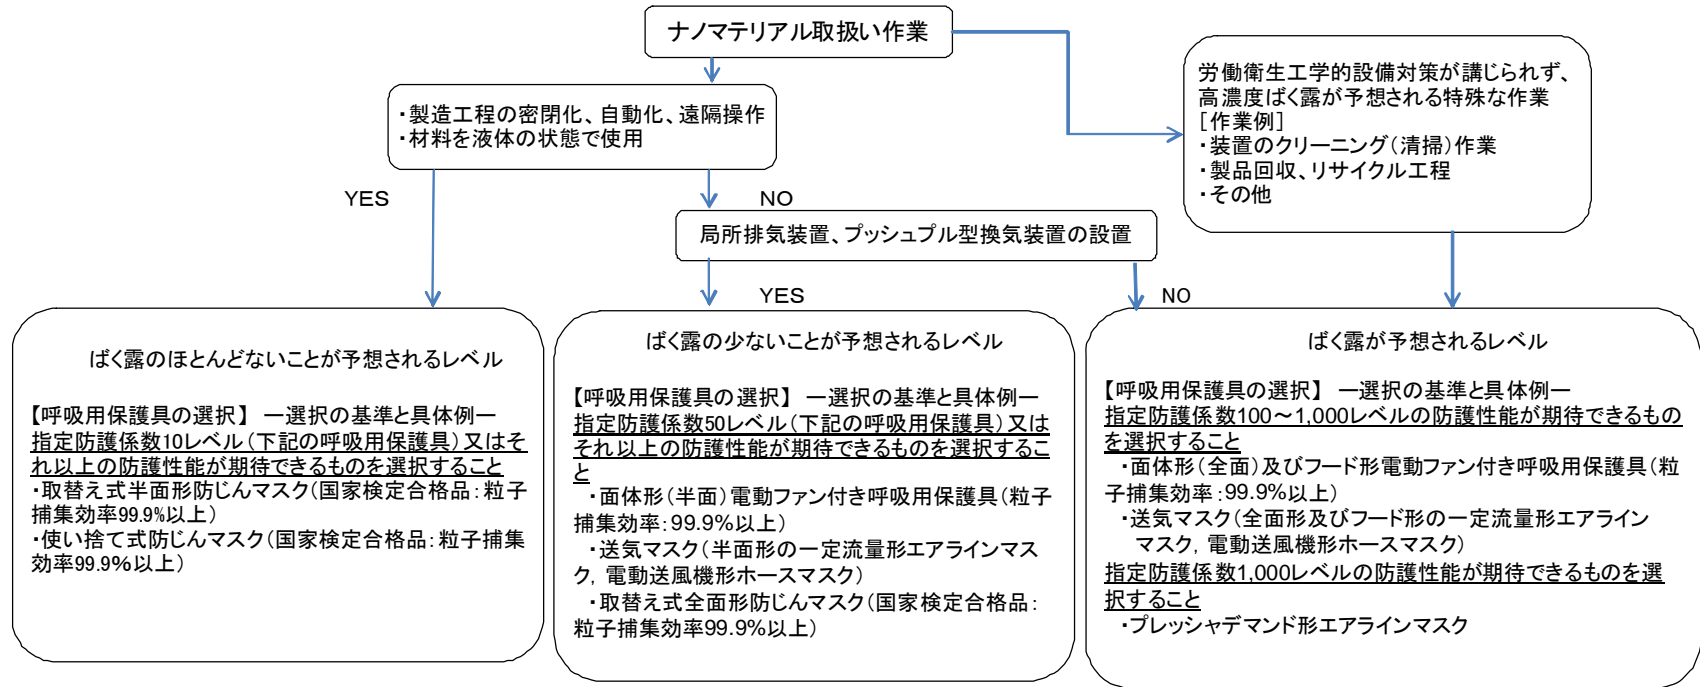 ナノマテリアル取扱い作業
・製造工程の密閉化、自動化、遠隔操作
・材料を液体の状態で使用
労働衛生工学的設備対策が講じられず、
高濃度ばく露が予想される特殊な作業
[作業例]
・装置のクリーニング(清掃)作業
・製品回収、リサイクル工程
・その他
YES
NO
局所排気装置、プッシュプル型換気装置の設置
YES
NO
ばく露のほとんどないことが予想されるレベル
【呼吸用保護具の選択】 ー選択の基準と具体例ー
指定防護係数10レベル(下記の呼吸用保護具)又はそ
れ以上の防護性能が期待できるものを選択すること
・取替え式半面形防じんマスク(国家検定合格品:粒子
捕集効率99.9%以上)
・使い捨て式防じんマスク(国家検定合格品:粒子捕集
効率99.9%以上)
ばく露の少ないことが予想されるレベル
【呼吸用保護具の選択】 ー選択の基準と具体例ー
指定防護係数50レベル(下記の呼吸用保護具)又は
それ以上の防護性能が期待できるものを選択するこ
と
・面体形(半面)電動ファン付き呼吸用保護具(粒子
捕集効率:99.9%以上)
・送気マスク(半面形の一定流量形エアラインマス
ク, 電動送風機形ホースマスク)
・取替え式全面形防じんマスク(国家検定合格品:
粒子捕集効率99.9%以上)
ばく露が予想されるレベル
【呼吸用保護具の選択】 ー選択の基準と具体例ー
指定防護係数100~1,000レベルの防護性能が期待できるもの
を選択すること
・面体形(全面)及びフード形電動ファン付き呼吸用保護具(粒
子捕集効率:99.9%以上)
・送気マスク(全面形及びフード形の一定流量形エアライン
マスク, 電動送風機形ホースマスク)
指定防護係数1,000レベルの防護性能が期待できるものを選
択すること
・プレッシャデマンド形エアラインマスク